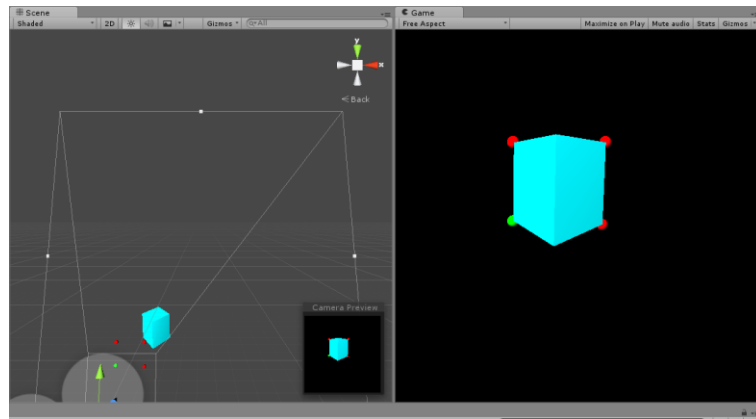 Scene
Shaded 2D Gizmos All
y
x
Back
Camera Preview
Game
Free Aspect Maximize on Play Mute audio Stats Gizmos